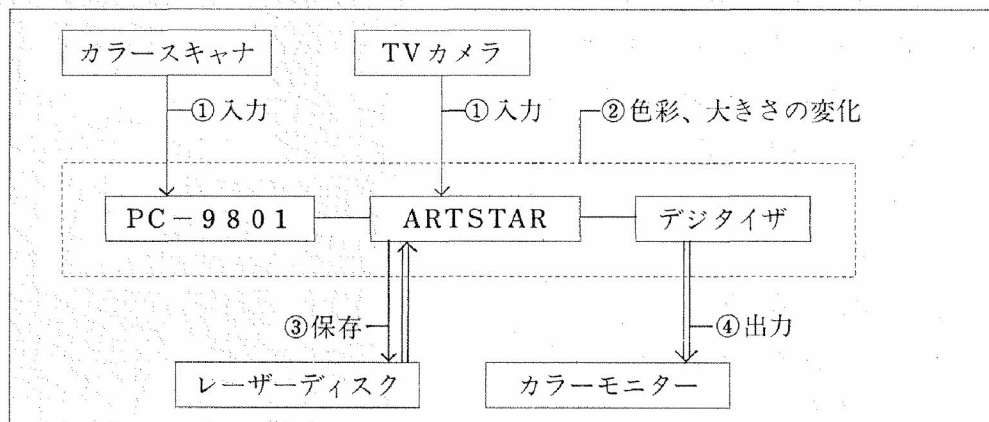 カラースキャナ
TVカメラ
①入力
①入力
②色彩、大きさの変化
PC-9801
ARTSTAR
デジタイザ
③保存
④出力
レーザーディスク
カラーモニター